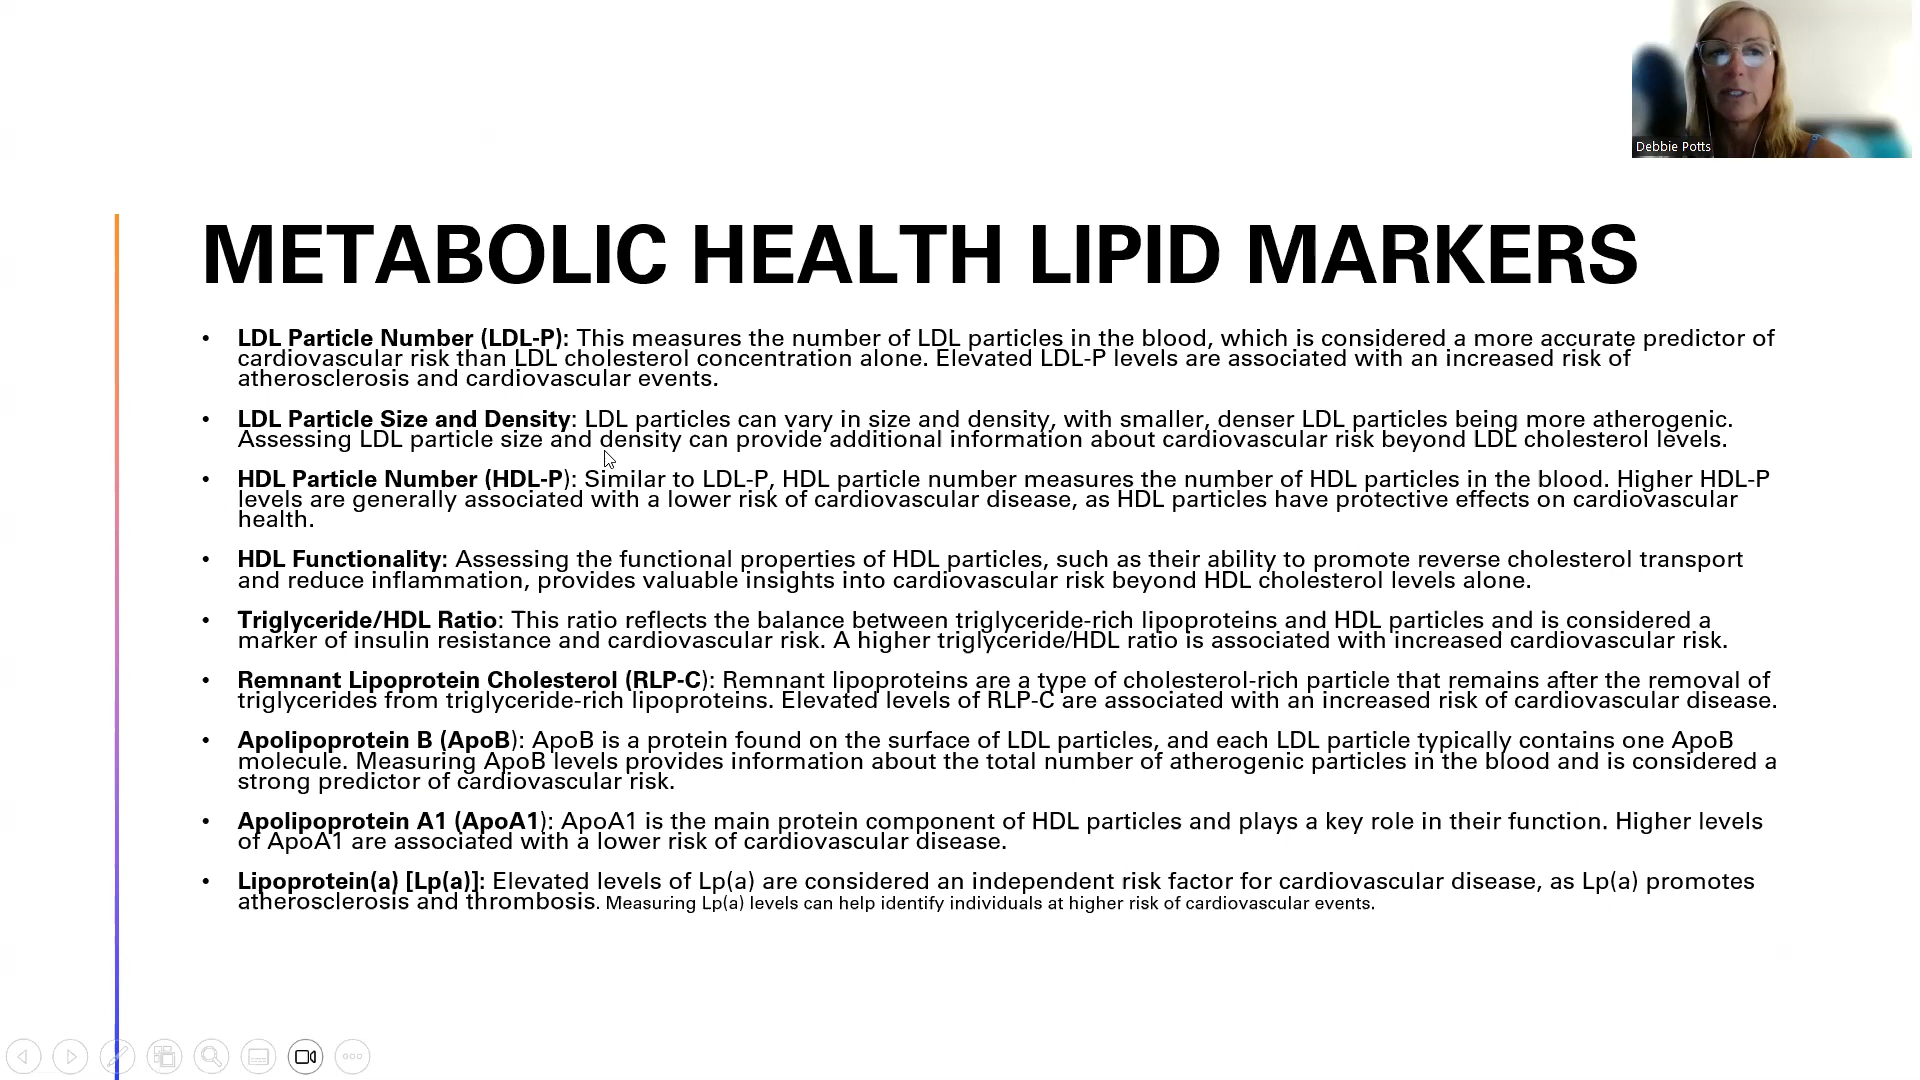 Debbie Potts
METABOLIC HEALTH LIPID MARKERS
• LDL Particle Number (LDL-P): This measures the number of LDL particles in the blood, which is considered a more accurate predictor of
cardiovascular risk than LDL cholesterol concentration alone. Elevated LDL-P levels are associated with an increased risk of
atherosclerosis and cardiovascular events.
• LDL Particle Size and Density: LDL particles can vary in size and density, with smaller, denser LDL particles being more atherogenic.
Assessing LDL particle size and density can provide additional information about cardiovascular risk beyond LDL cholesterol levels.
• HDL Particle Number (HDL-P): Similar to LDL-P, HDL particle number measures the number of HDL particles in the blood. Higher HDL-P
levels are generally associated with a lower risk of cardiovascular disease, as HDL particles have protective effects on cardiovascular
health.
• HDL Functionality: Assessing the functional properties of HDL particles, such as their ability to promote reverse cholesterol transport
and reduce inflammation, provides valuable insights into cardiovascular risk beyond HDL cholesterol levels alone.
• Triglyceride/HDL Ratio: This ratio reflects the balance between triglyceride-rich lipoproteins and HDL particles and is considered a
marker of insulin resistance and cardiovascular risk. A higher triglyceride/HDL ratio is associated with increased cardiovascular risk.
• Remnant Lipoprotein Cholesterol (RLP-C): Remnant lipoproteins are a type of cholesterol-rich particle that remains after the removal of
triglycerides from triglyceride-rich lipoproteins. Elevated levels of RLP-C are associated with an increased risk of cardiovascular disease.
• Apolipoprotein B (ApoB): ApoB is a protein found on the surface of LDL particles, and each LDL particle typically contains one ApoB
molecule. Measuring ApoB levels provides information about the total number of atherogenic particles in the blood and is considered a
strong predictor of cardiovascular risk.
• Apolipoprotein A1 (ApoA1): ApoA1 is the main protein component of HDL particles and plays a key role in their function. Higher levels
of ApoA1 are associated with a lower risk of cardiovascular disease.
• Lipoprotein(a) [Lp(a)]: Elevated levels of Lp(a) are considered an independent risk factor for cardiovascular disease, as Lp(a) promotes
atherosclerosis and thrombosis. Measuring Lp(a) levels can help identify individuals at higher risk of cardiovascular events.